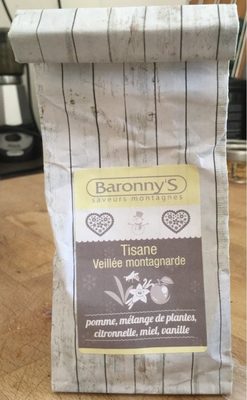 Baronny'S
saveurs montagnes
Tisane
Veillée montagnarde
pomme, mélange de plantes,
citronnelle, miel, vanille